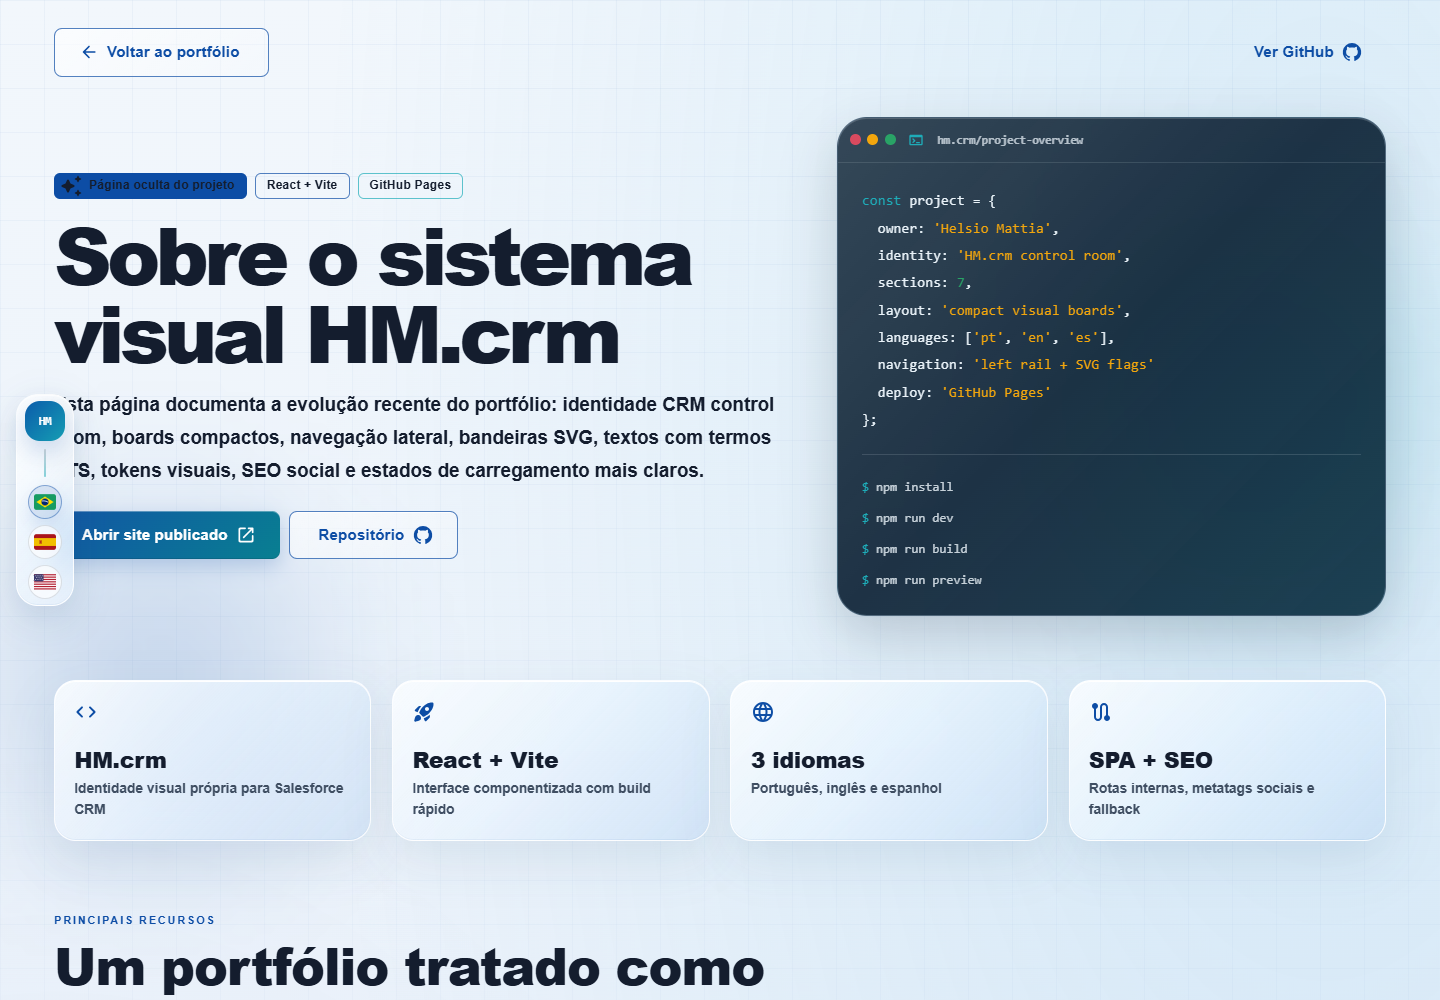 Voltar ao portfólio
Ver GitHub
Página oculta do projeto
React + Vite
GitHub Pages
Sobre o sistema
visual HM.crm
sta página documenta a evolução recente do portfólio: identidade CRM control
om, boards compactos, navegação lateral, bandeiras SVG, textos com termos
TS, tokens visuais, SEO social e estados de carregamento mais claros.
HM
Abrir site publicado
Repositório
hm.crm/project-overview
const project = {
owner: 'Helsio Mattia',
identity: 'HM.crm control room',
sections: 7,
layout: 'compact visual boards',
languages: ['pt', 'en', 'es'],
navigation: 'left rail + SVG flags'
deploy: 'GitHub Pages'
};
$ npm install
$ npm run dev
$ npm run build
$ npm run preview
HM.crm
Identidade visual própria para Salesforce
CRM
React + Vite
Interface componentizada com build
rápido
3 idiomas
Português, inglês e espanhol
SPA + SEO
Rotas internas, metatags sociais e
fallback
PRINCIPAIS RECURSOS
Um portfólio tratado como